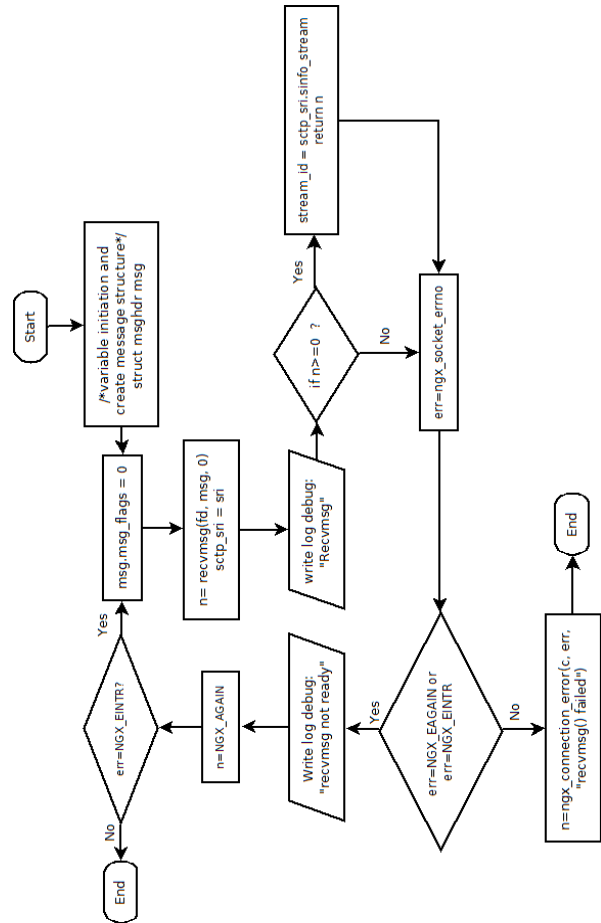 Start
/*variable initiation and
create message structure*/
struct msghdr msg
msg.msg_flags = 0
n= recvmsg(fd, msg, 0)
sctp_sri = sri
write log debug:
"Recvmsg"
if n>=0 ?
Yes
stream_id = sctp_sri.sinfo_stream
return n
No
err=ngx_socket_errno
err=NGX_EAGAIN or
err=NGX_EINTR
Yes
Write log debug:
"recvmsg not ready"
n=NGX_AGAIN
err=NGX_EINTR?
Yes
No
End
No
n=ngx_connection_error(c, err,
"recvmsg() failed")
End